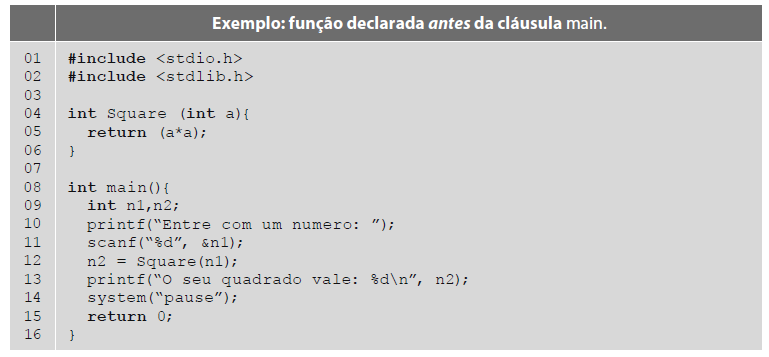 Exemplo: função declarada antes da cláusula main.
01 #include <stdio.h>
02 #include <stdlib.h>
03
04 int Square (int a){
05   return (a*a);
06 }
07
08 int main(){
09   int n1,n2;
10   printf(“Entre com um numero: ”);
11   scanf(“%d”, &n1);
12   n2 = Square(n1);
13   printf(“O seu quadrado vale: %d\n”, n2);
14   system(“pause”);
15   return 0;
16 }